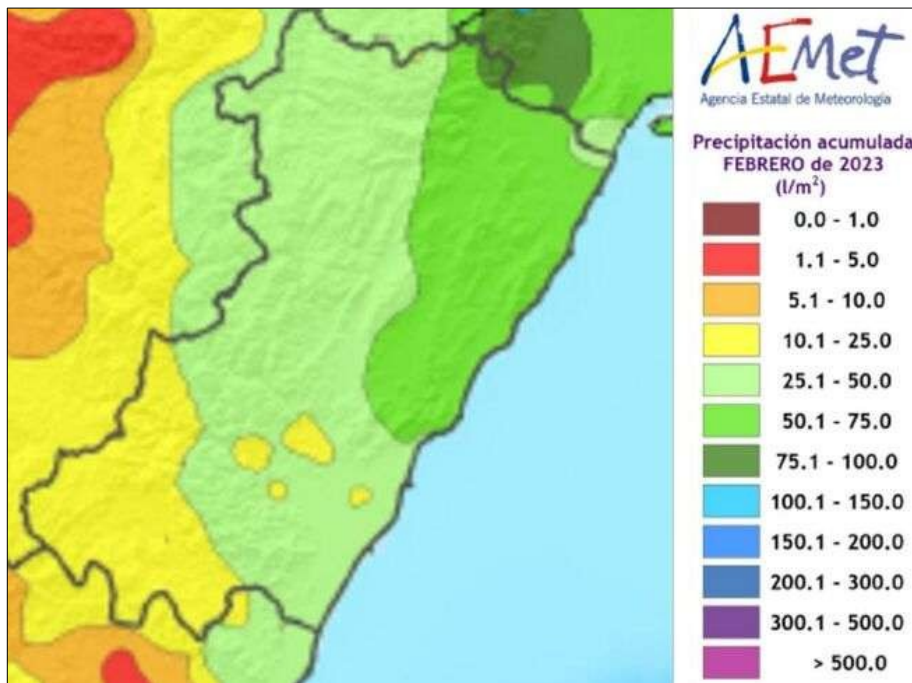 AEMet
Agencia Estatal de Meteorología
Precipitación acumulada
FEBRERO de 2023
(l/m²)
0.0 - 1.0
1.1 - 5.0
5.1 - 10.0
10.1 - 25.0
25.1 - 50.0
50.1 - 75.0
75.1 - 100.0
100.1 - 150.0
150.1 - 200.0
200.1 - 300.0
300.1 - 500.0
> 500.0